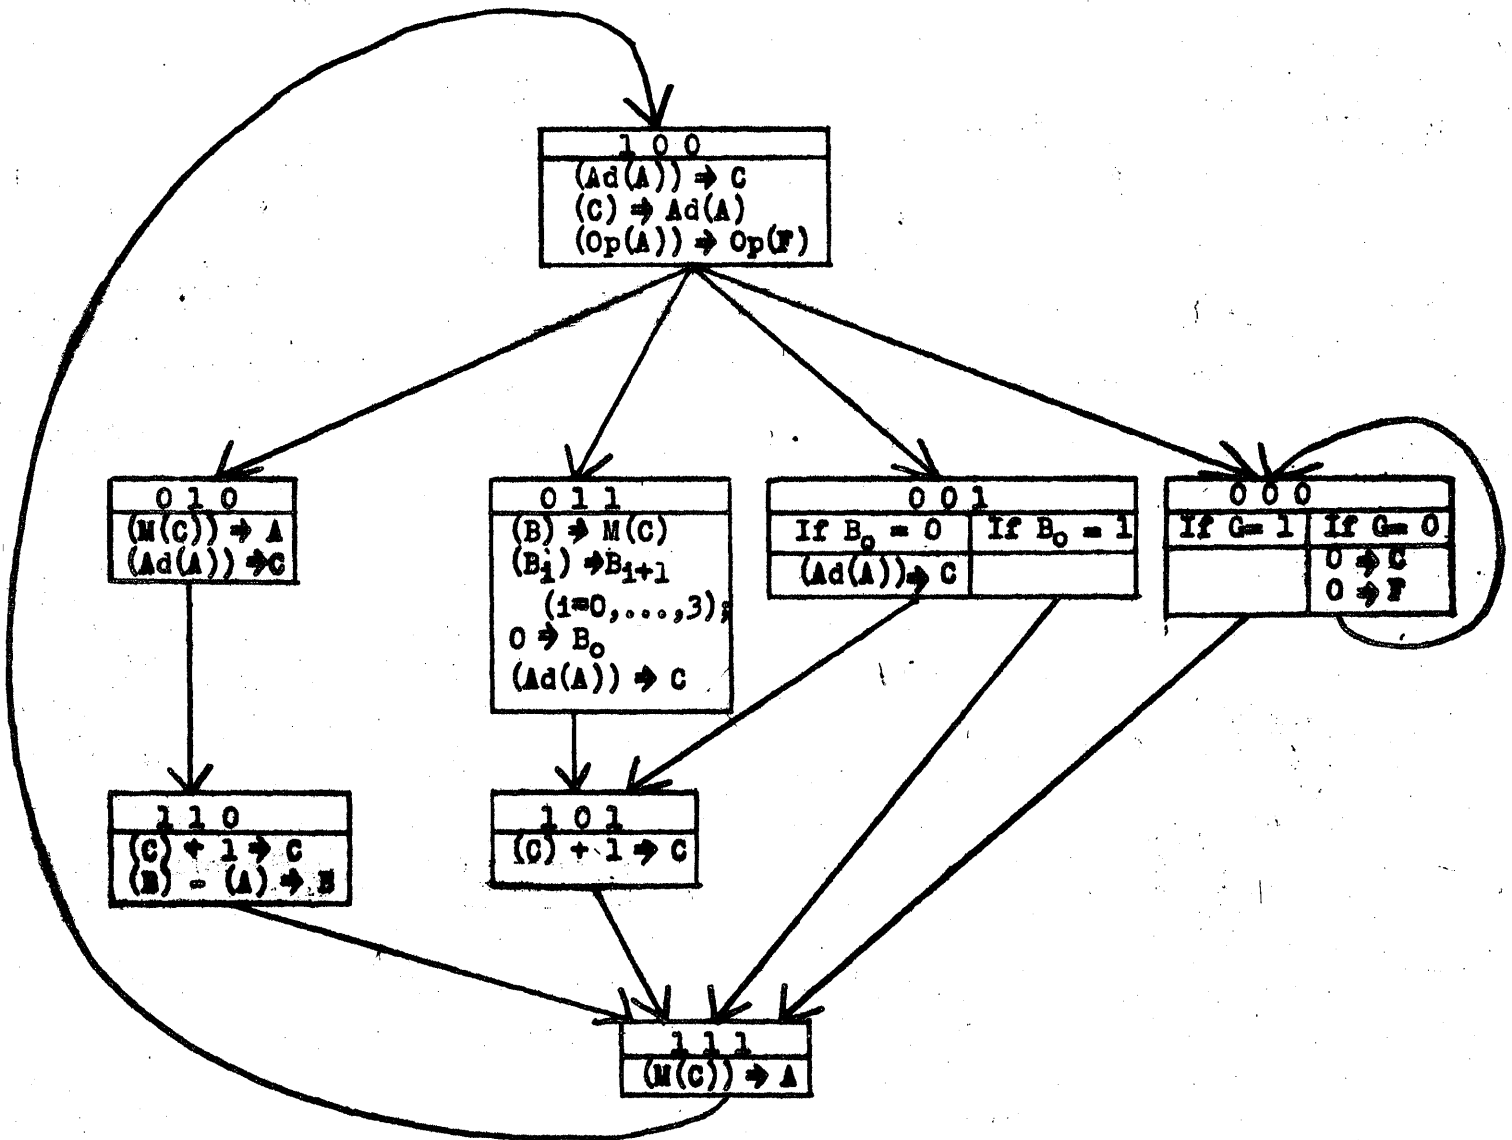 1 0 0
(Ad(A)) ⇒ C
(C) ⇒ Ad(A)
(Op(A)) ⇒ Op(F)
0 1 0
(M(C)) ⇒ A
(Ad(A)) ⇒ C
0 1 1
(B) ⇒ M(C)
(Bi) ⇒ Bi+1
(i=0,...,3);
0 ⇒ Bo
(Ad(A)) ⇒ C
0 0 1
If Bo = 0 If Bo = 1
(Ad(A)) ⇒ C
0 0 0
If G= 1 If G= 0
0 ⇒ C
0 ⇒ F
1 1 0
(C) + 1 ⇒ C
(B) - (A) ⇒ B
1 0 1
(C) + 1 ⇒ C
1 1 1
(M(C)) ⇒ A